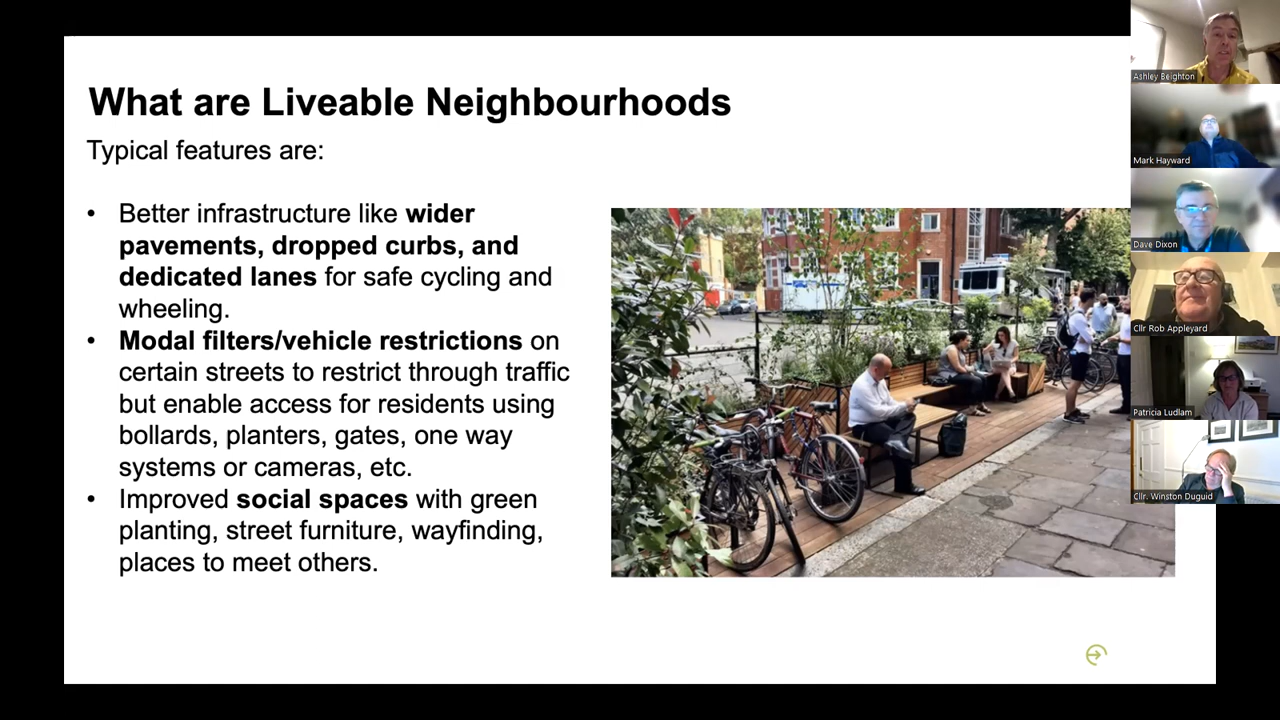 What are Liveable Neighbourhoods
Typical features are:
• Better infrastructure like wider
pavements, dropped curbs, and
dedicated lanes for safe cycling and
wheeling.
• Modal filters/vehicle restrictions on
certain streets to restrict through traffic
but enable access for residents using
bollards, planters, gates, one way
systems or cameras, etc.
• Improved social spaces with green
planting, street furniture, wayfinding,
places to meet others.
Ashley Beighton
Mark Hayward
Dave Dixon
Cllr Rob Appleyard
Patricia Ludlam
Cllr. Winston Duguid